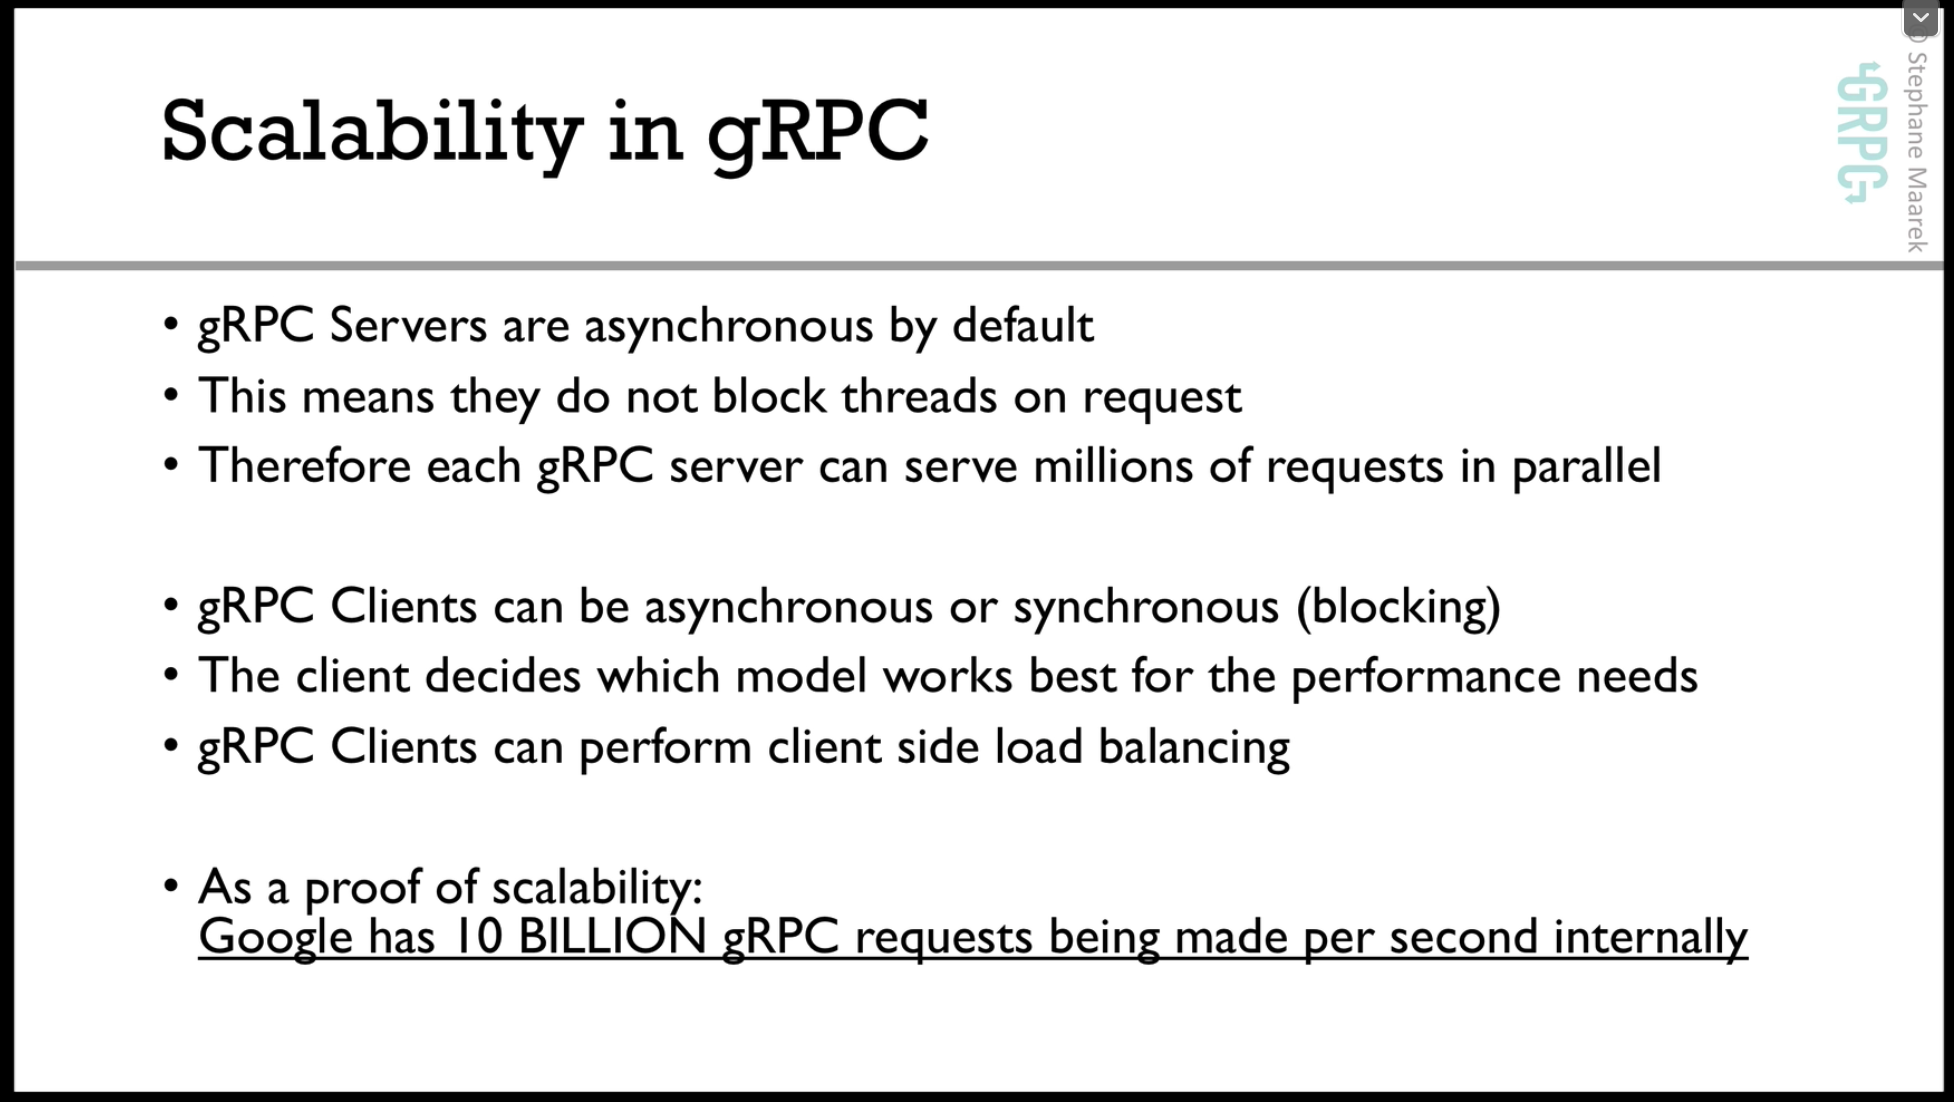 Scalability in gRPC
GRPC
© Stephane Maarek
• gRPC Servers are asynchronous by default
• This means they do not block threads on request
• Therefore each gRPC server can serve millions of requests in parallel
• gRPC Clients can be asynchronous or synchronous (blocking)
• The client decides which model works best for the performance needs
• gRPC Clients can perform client side load balancing
• As a proof of scalability:
Google has 10 BILLION gRPC requests being made per second internally